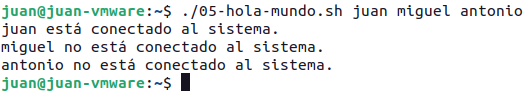 juan@juan-vmware:~$ ./05-hola-mundo.sh juan miguel antonio
juan está conectado al sistema.
miguel no está conectado al sistema.
antonio no está conectado al sistema.
juan@juan-vmware:~$